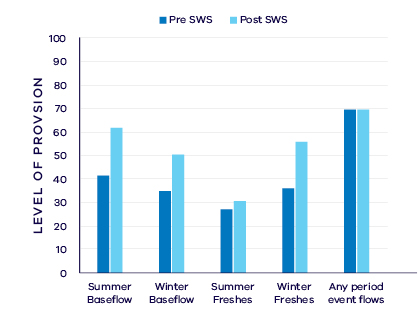 Pre SWS Post SWS
LEVEL OF PROVSION
100
90
80
70
60
50
40
30
20
10
0
Summer Baseflow
Winter Baseflow
Summer Freshes
Winter Freshes
Any period event flows